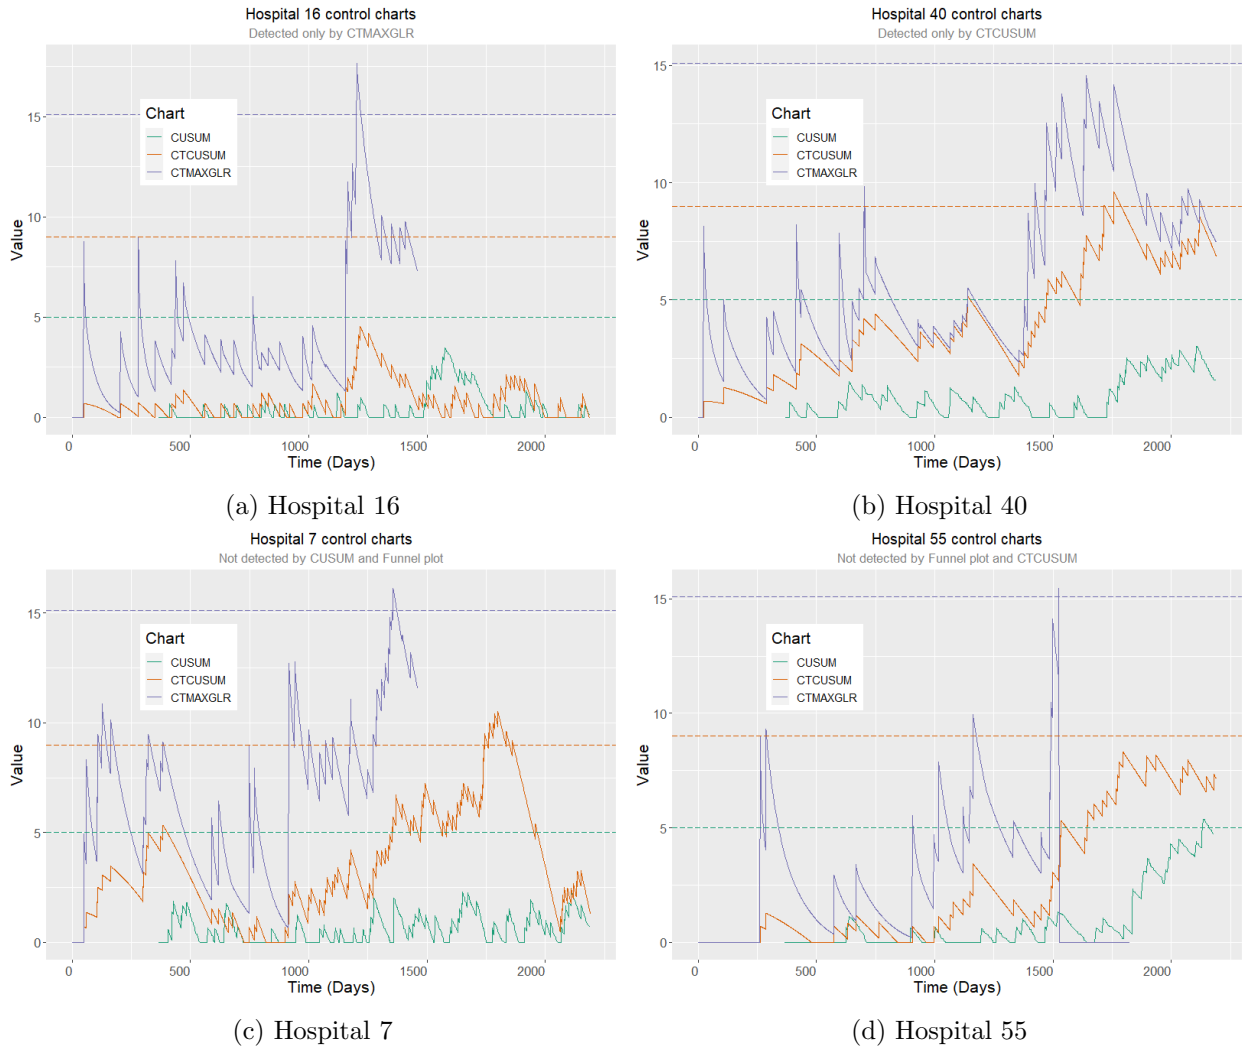 Hospital 16 control charts
Detected only by CTMAXGLR
Value
15
10
5
0
Chart
CUSUM
CTCUSUM
CTMAXGLR
0 500 1000 1500 2000
Time (Days)
(a) Hospital 16
Hospital 40 control charts
Detected only by CTCUSUM
Value
15
10
5
0
Chart
CUSUM
CTCUSUM
CTMAXGLR
0 500 1000 1500 2000
Time (Days)
(b) Hospital 40
Hospital 7 control charts
Not detected by CUSUM and Funnel plot
Value
15
10
5
0
Chart
CUSUM
CTCUSUM
CTMAXGLR
0 500 1000 1500 2000
Time (Days)
(c) Hospital 7
Hospital 55 control charts
Not detected by Funnel plot and CTCUSUM
Value
15
10
5
0
Chart
CUSUM
CTCUSUM
CTMAXGLR
0 500 1000 1500 2000
Time (Days)
(d) Hospital 55